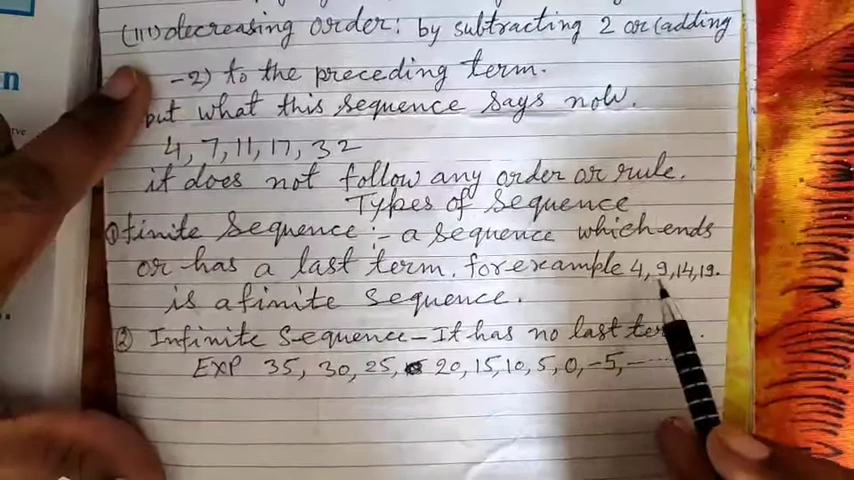 (III) decreasing order: by subtracting 2 or (adding
-2) to the preceding term.
but what this sequence says now.
4, 7, 11, 17, 32
it does not follow any order or rule.
Types of Sequence
① finite Sequence :- a sequence which ends
or has a last term. for example 4, 9, 14, 19.
is a finite sequence.
② Infinite sequence - It has no last term.
EXP 35, 30, 25, 20, 15, 10, 5, 0, -5, ----